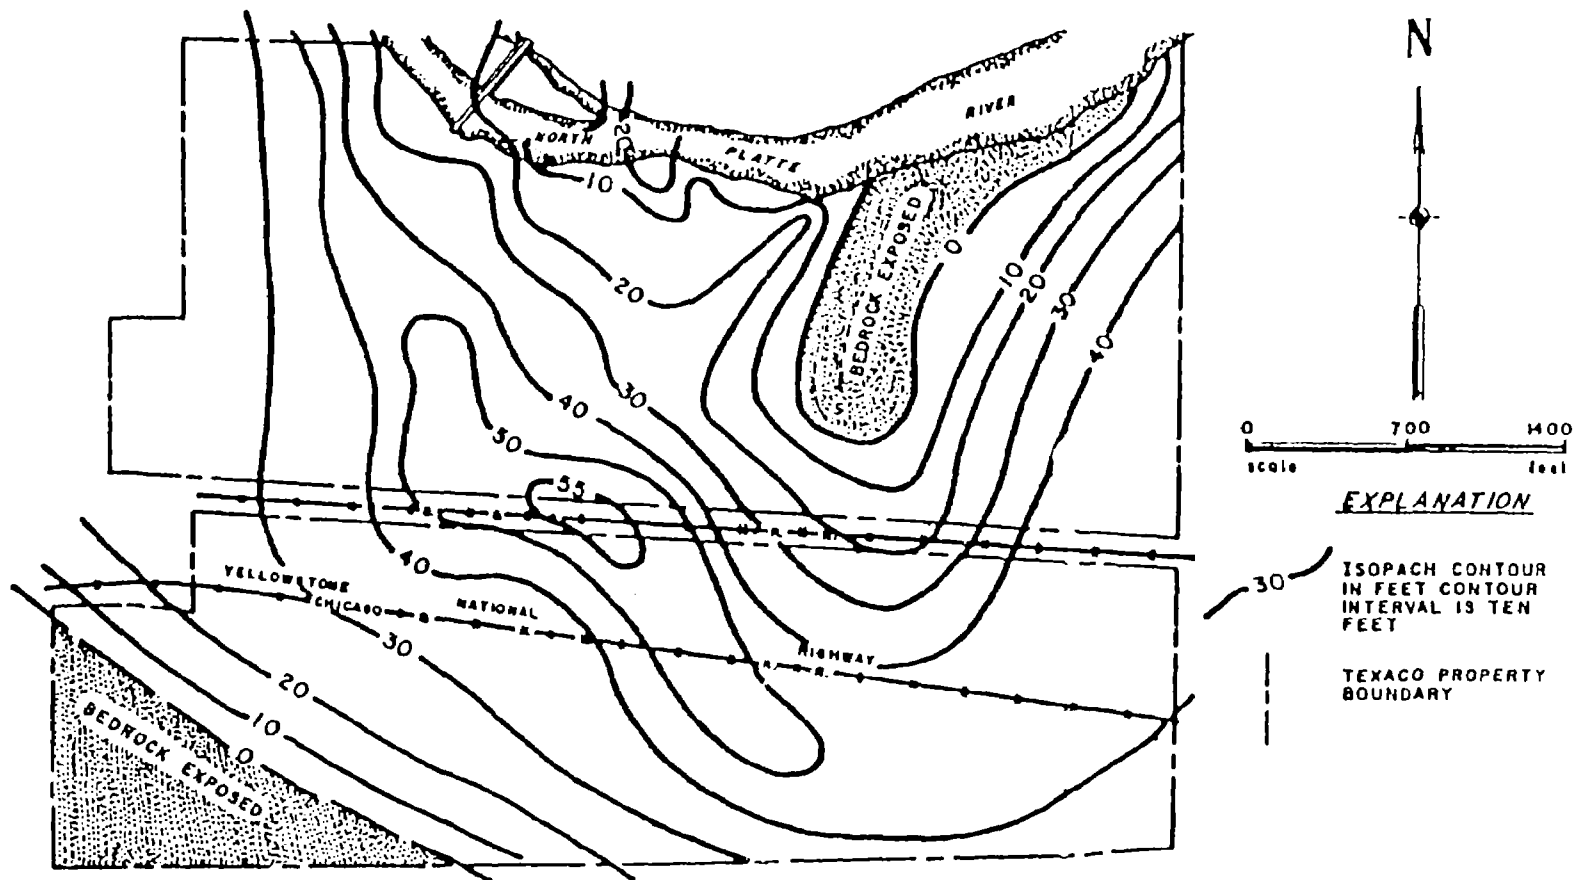 N
NORTH
20
PLATTE
RIVER
10
20
BEDROCK EXPOSED
0
10
20
30
40
30
40
50
55
40
0 700 1400
scale feet
EXPLANATION
30
ISOPACH CONTOUR
IN FEET CONTOUR
INTERVAL IS TEN
FEET
TEXACO PROPERTY
BOUNDARY
YELLOWSTONE
CHICAGO
NATIONAL
HIGHWAY
30
20
10
0
BEDROCK EXPOSED